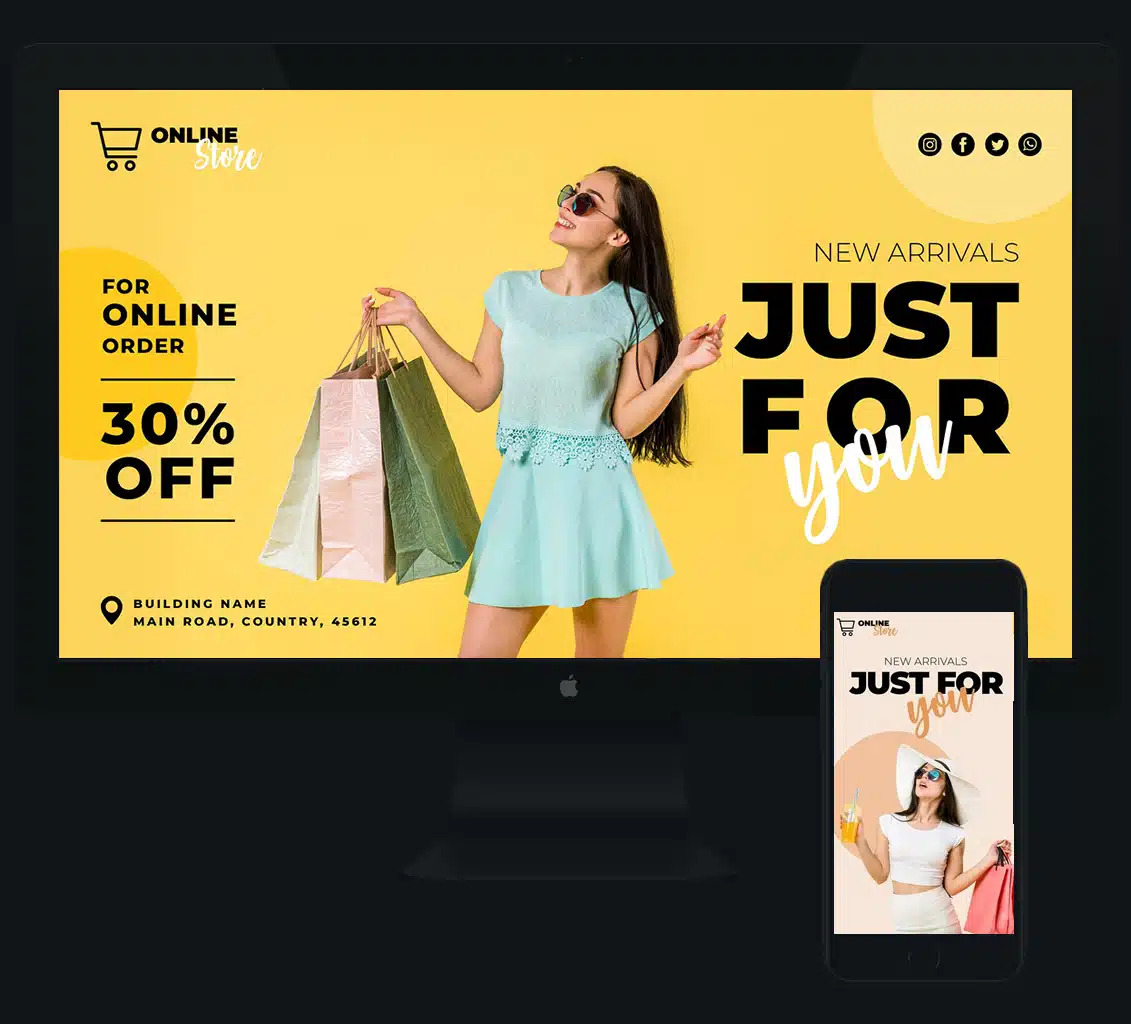 ONLINE
Store
NEW ARRIVALS
JUST
FOR
you
FOR
ONLINE
ORDER
30%
OFF
BUILDING NAME
MAIN ROAD, COUNTRY, 45612
ONLINE
Store
NEW ARRIVALS
JUST FOR
you